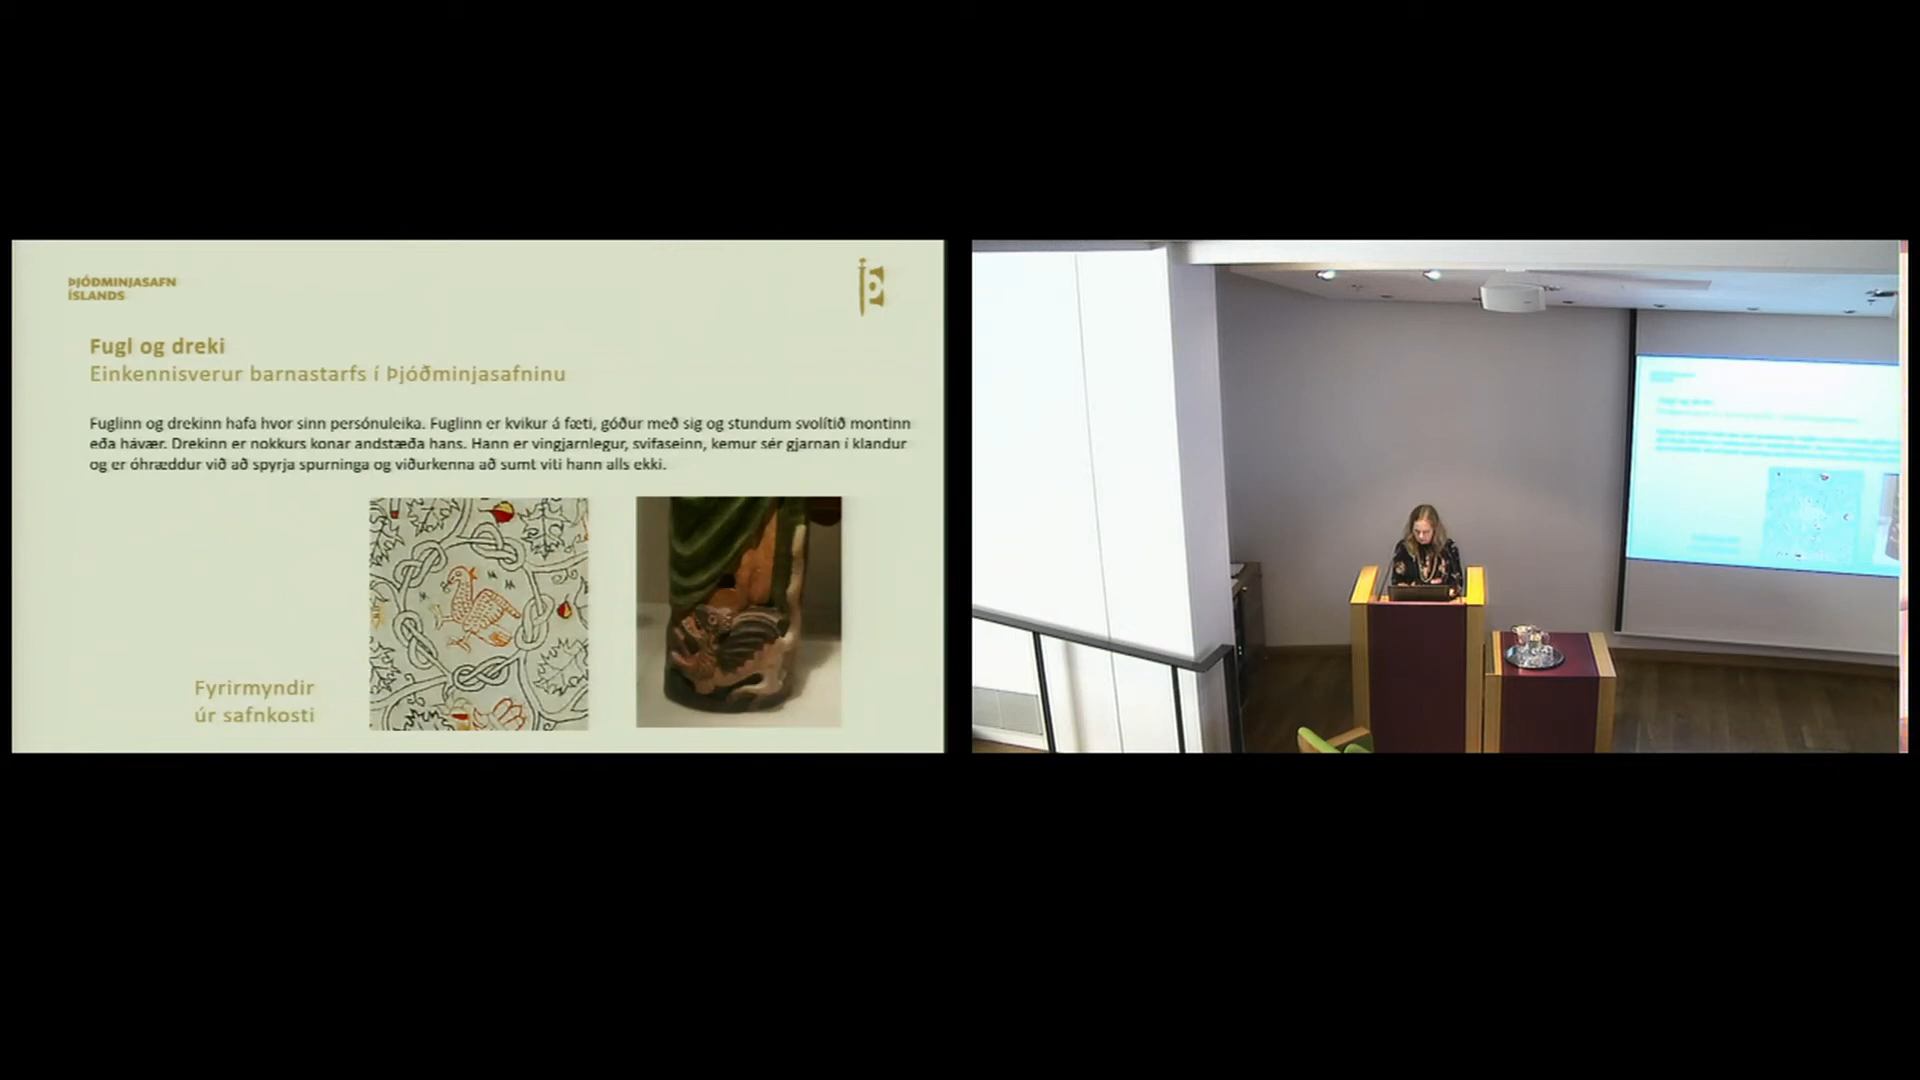 ÞJÓÐMINJASAFN
ÍSLANDS
Þ
Fugl og dreki
Einkennisverur barnastarfs í Þjóðminjasafninu
Fuglinn og drekinn hafa hvor sinn persónuleika. Fuglinn er kvikur á fæti, góður með sig og stundum svolítið montinn
eða hávær. Drekinn er nokkurs konar andstæða hans. Hann er vingjarnlegur, svifaseinn, kemur sér gjarnan í klandur
og er óhræddur við að spyrja spurninga og viðurkenna að sumt viti hann alls ekki.
Fyrirmyndir
úr safnkosti